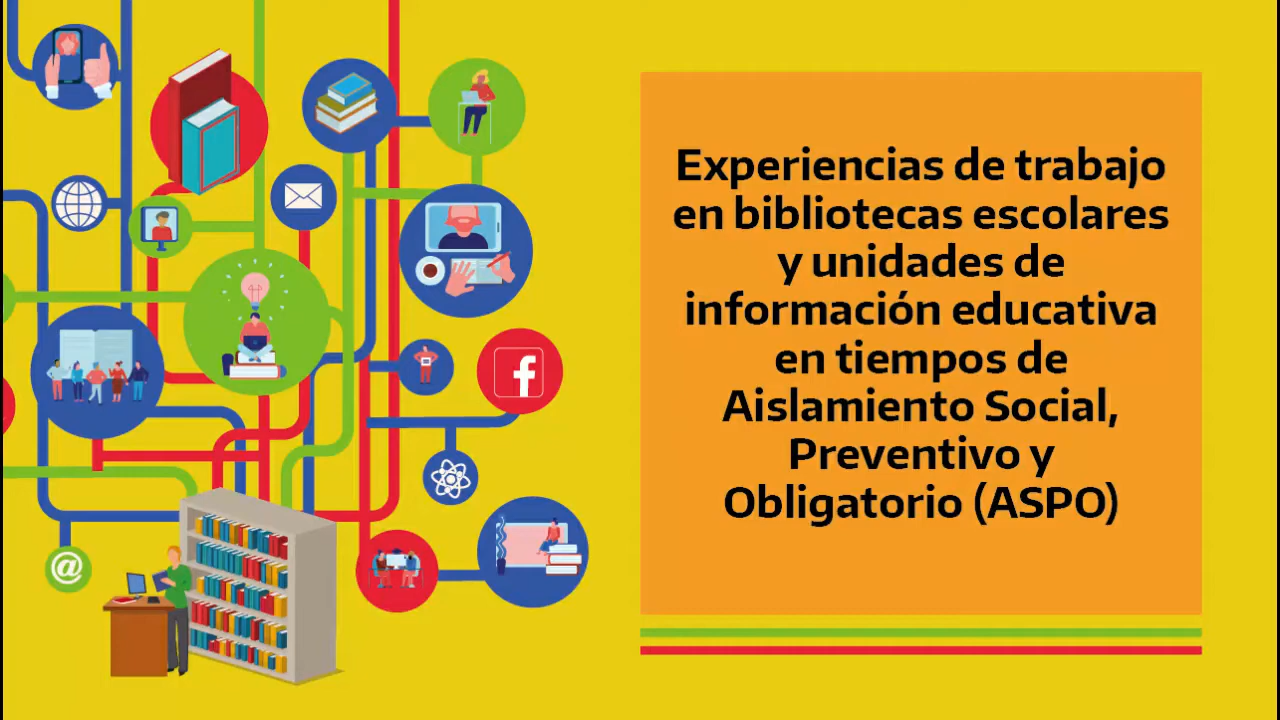 Experiencias de trabajo
en bibliotecas escolares
y unidades de
información educativa
en tiempos de
Aislamiento Social,
Preventivo y
Obligatorio (ASPO)
f
@